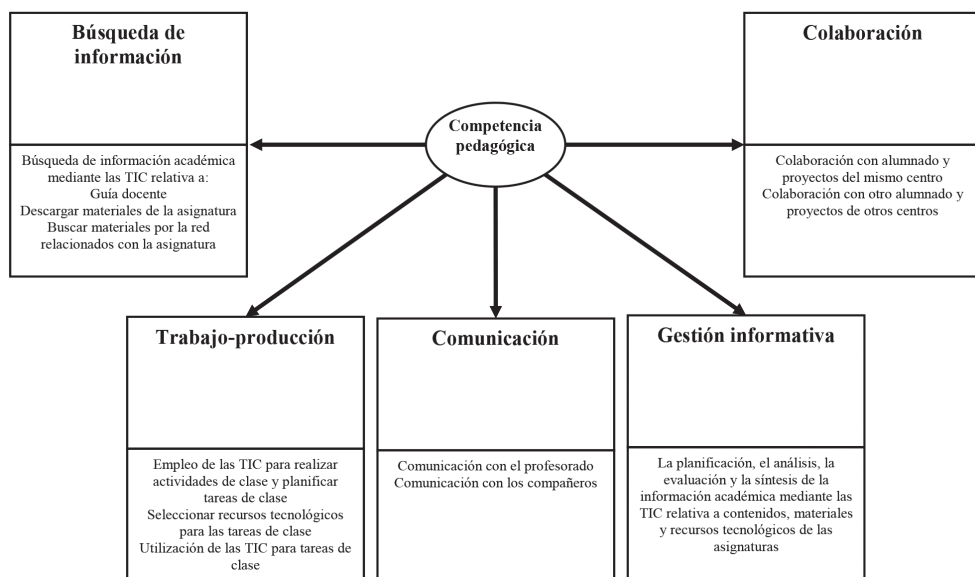 Búsqueda de
información
Búsqueda de información académica
mediante las TIC relativa a:
Guía docente
Descargar materiales de la asignatura
Buscar materiales por la red
relacionados con la asignatura
Competencia
pedagógica
Colaboración
Colaboración con alumnado y
proyectos del mismo centro
Colaboración con otro alumnado y
proyectos de otros centros
Trabajo-producción
Empleo de las TIC para realizar
actividades de clase y planificar
tareas de clase
Seleccionar recursos tecnológicos
para las tareas de clase
Utilización de las TIC para tareas de
clase
Comunicación
Comunicación con el profesorado
Comunicación con los compañeros
Gestión informativa
La planificación, el análisis, la
evaluación y la síntesis de la
información académica mediante las
TIC relativa a contenidos, materiales
y recursos tecnológicos de las
asignaturas